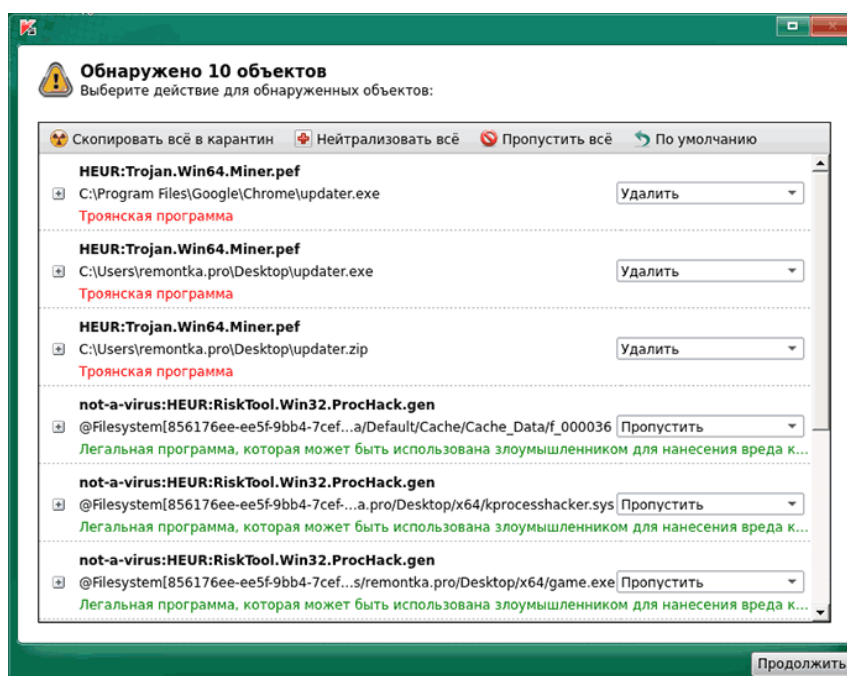 Обнаружено 10 объектов
Выберите действие для обнаруженных объектов:
Скопировать всё в карантин Нейтрализовать всё Пропустить всё По умолчанию
HEUR:Trojan.Win64.Miner.pef
C:\Program Files\Google\Chrome\updater.exe Удалить
Троянская программа
HEUR:Trojan.Win64.Miner.pef
C:\Users\remontka.pro\Desktop\updater.exe Удалить
Троянская программа
HEUR:Trojan.Win64.Miner.pef
C:\Users\remontka.pro\Desktop\updater.zip Удалить
Троянская программа
not-a-virus:HEUR:RiskTool.Win32.ProcHack.gen
@Filesystem[856176ee-ee5f-9bb4-7cef...a/Default/Cache/Cache_Data/f_000036 Пропустить
Легальная программа, которая может быть использована злоумышленником для нанесения вреда к...
not-a-virus:HEUR:RiskTool.Win32.ProcHack.gen
@Filesystem[856176ee-ee5f-9bb4-7cef-...a.pro/Desktop/x64/kprocesshacker.sys Пропустить
Легальная программа, которая может быть использована злоумышленником для нанесения вреда к...
not-a-virus:HEUR:RiskTool.Win32.ProcHack.gen
@Filesystem[856176ee-ee5f-9bb4-7cef...s/remontka.pro/Desktop/x64/game.exe Пропустить
Легальная программа, которая может быть использована злоумышленником для нанесения вреда к...
Продолжить